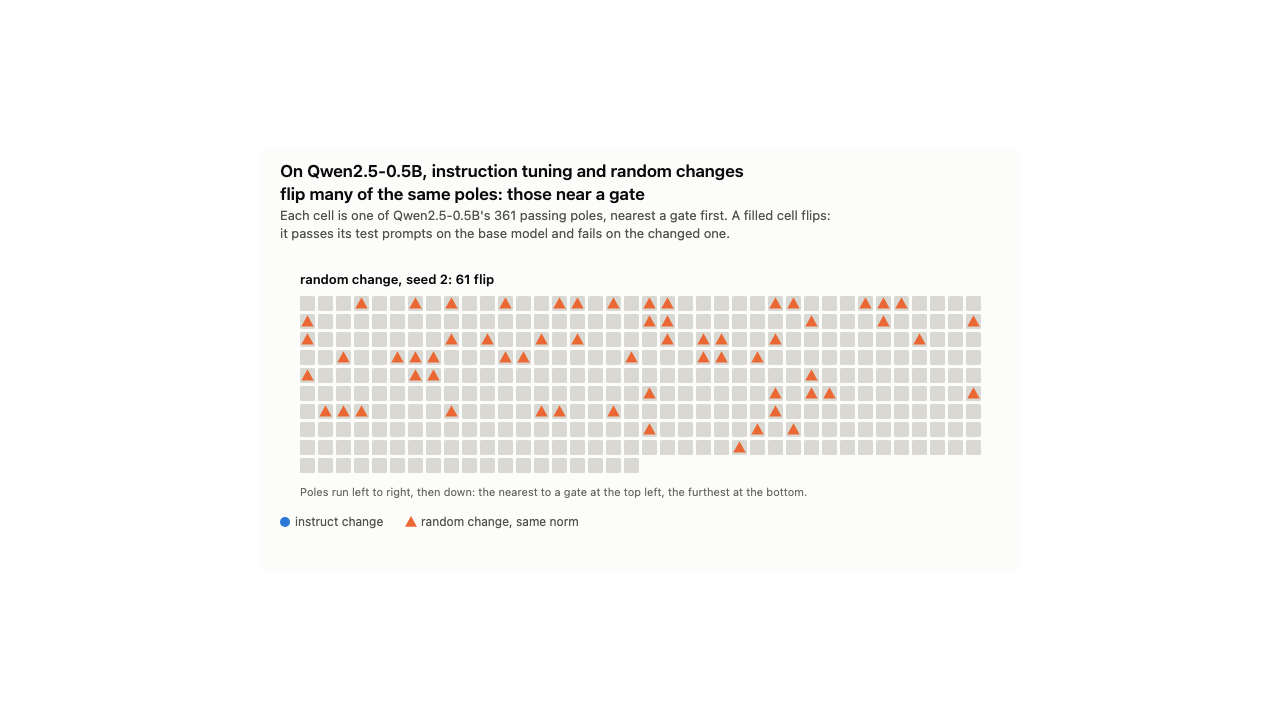 On Qwen2.5-0.5B, instruction tuning and random changes
flip many of the same poles: those near a gate
Each cell is one of Qwen2.5-0.5B's 361 passing poles, nearest a gate first. A filled cell flips:
it passes its test prompts on the base model and fails on the changed one.
random change, seed 2: 61 flip
Poles run left to right, then down: the nearest to a gate at the top left, the furthest at the bottom.
instruct change random change, same norm